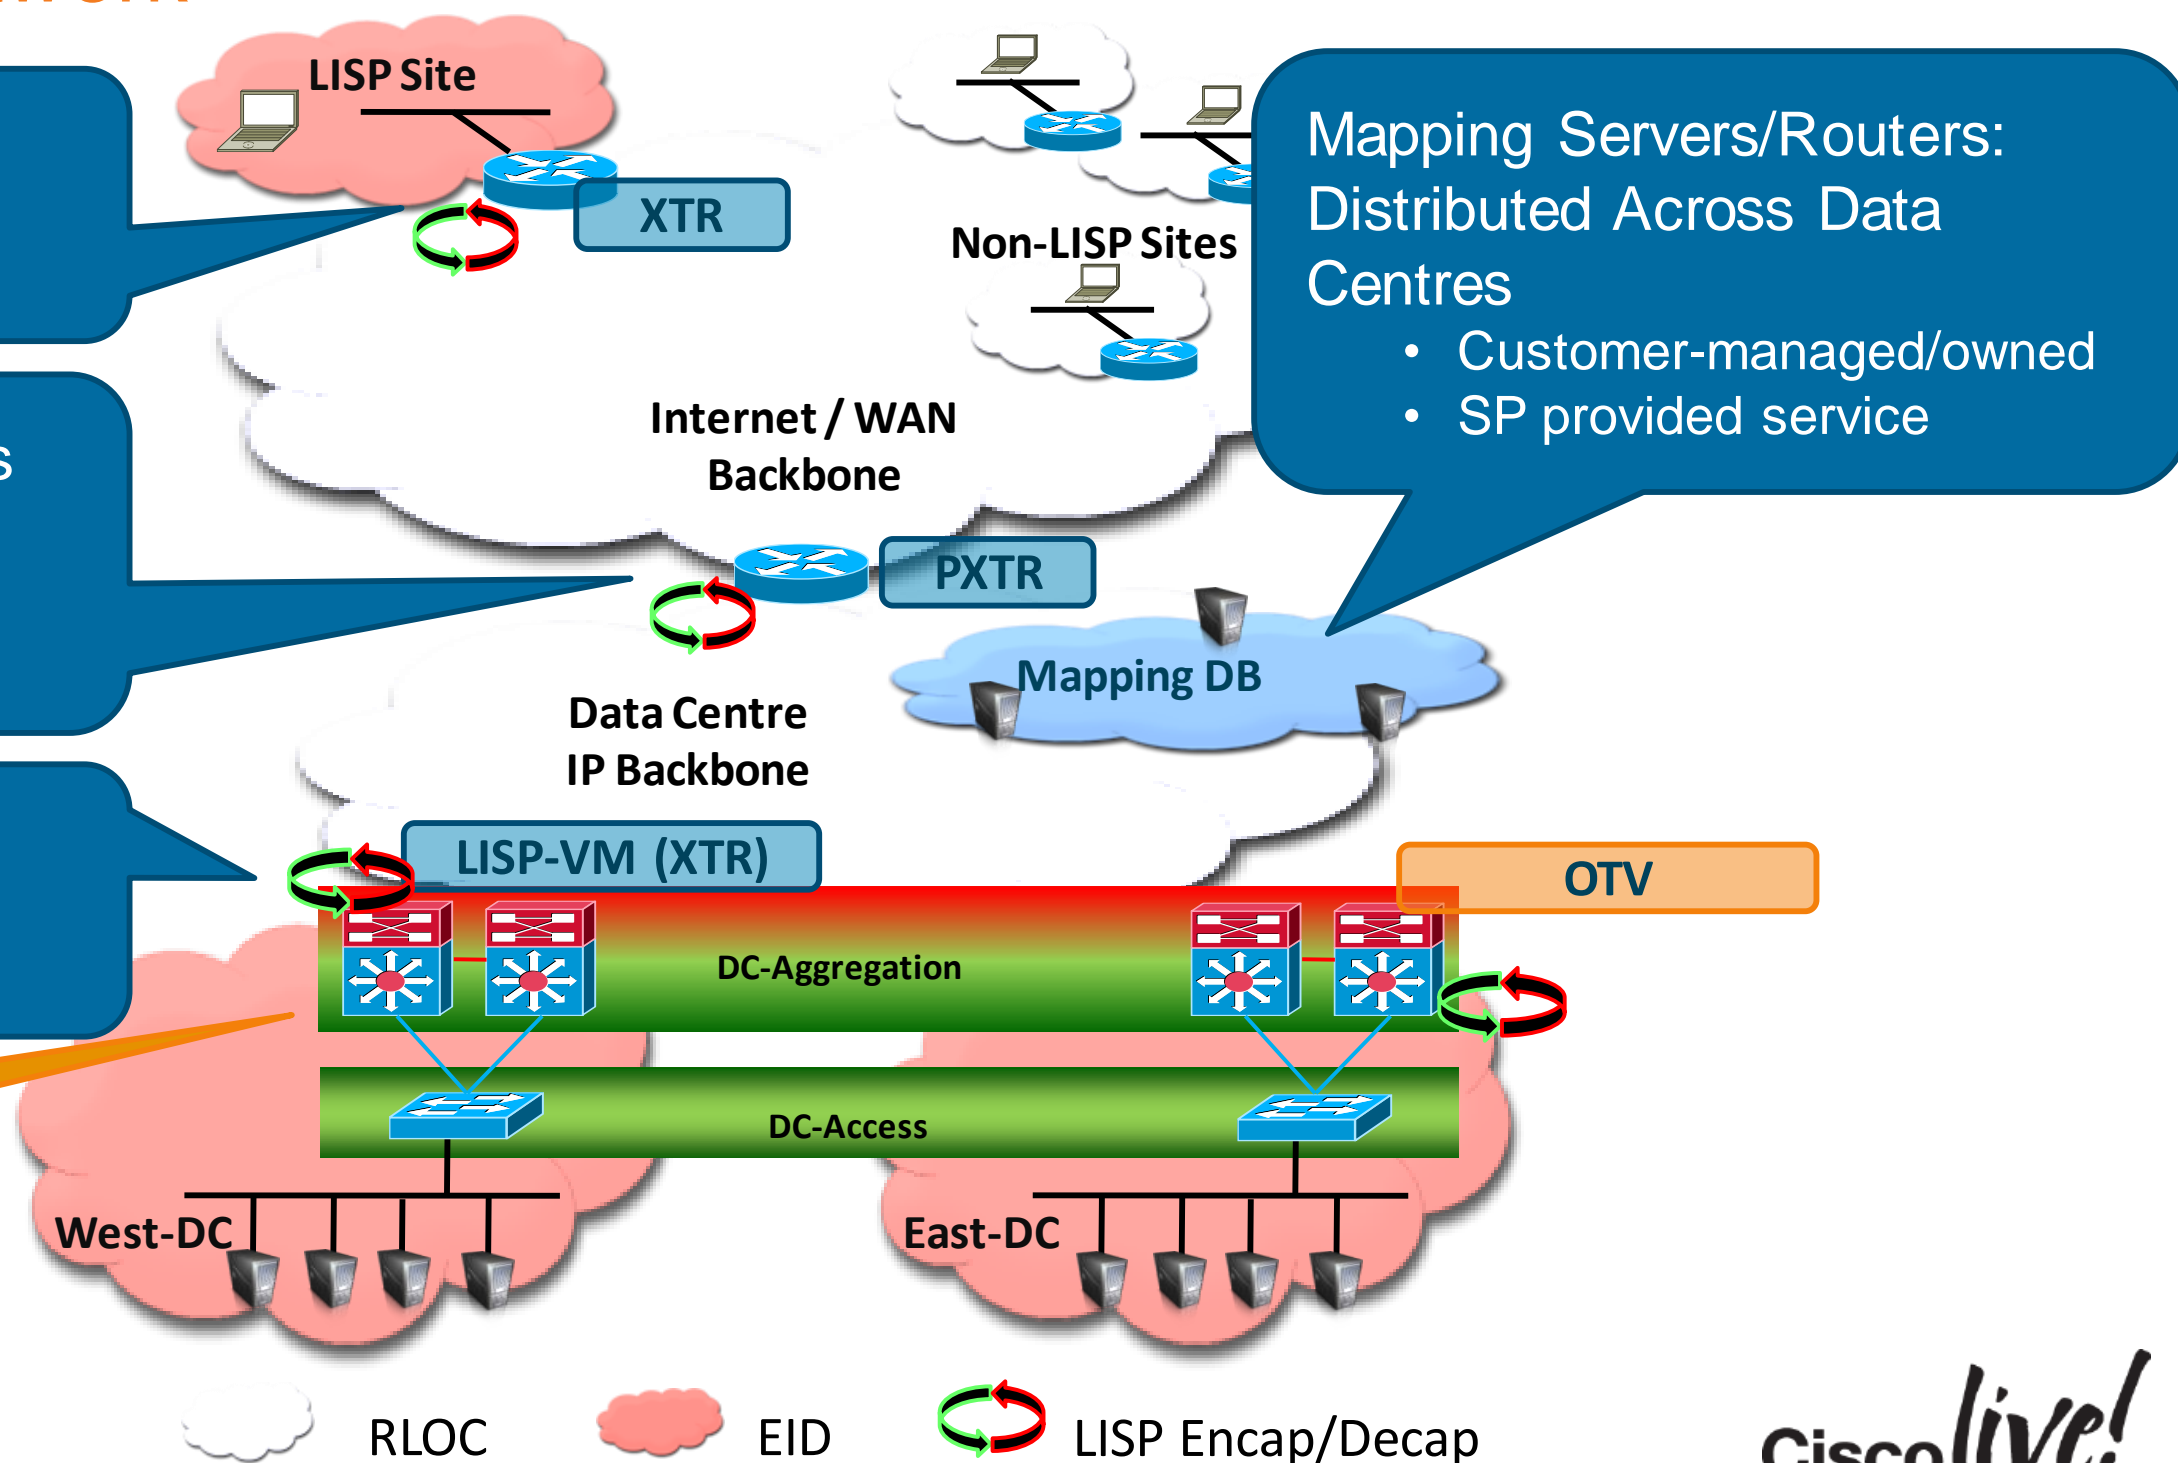 LISP Site
XTR
Non-LISP Sites
Mapping Servers/Routers:
Distributed Across Data
Centres
• Customer-managed/owned
• SP provided service
Internet / WAN
Backbone
s
PXTR
Mapping DB
Data Centre
IP Backbone
LISP-VM (XTR)
OTV
DC-Aggregation
DC-Access
West-DC
East-DC
RLOC
EID
LISP Encap/Decap
Cisco live!